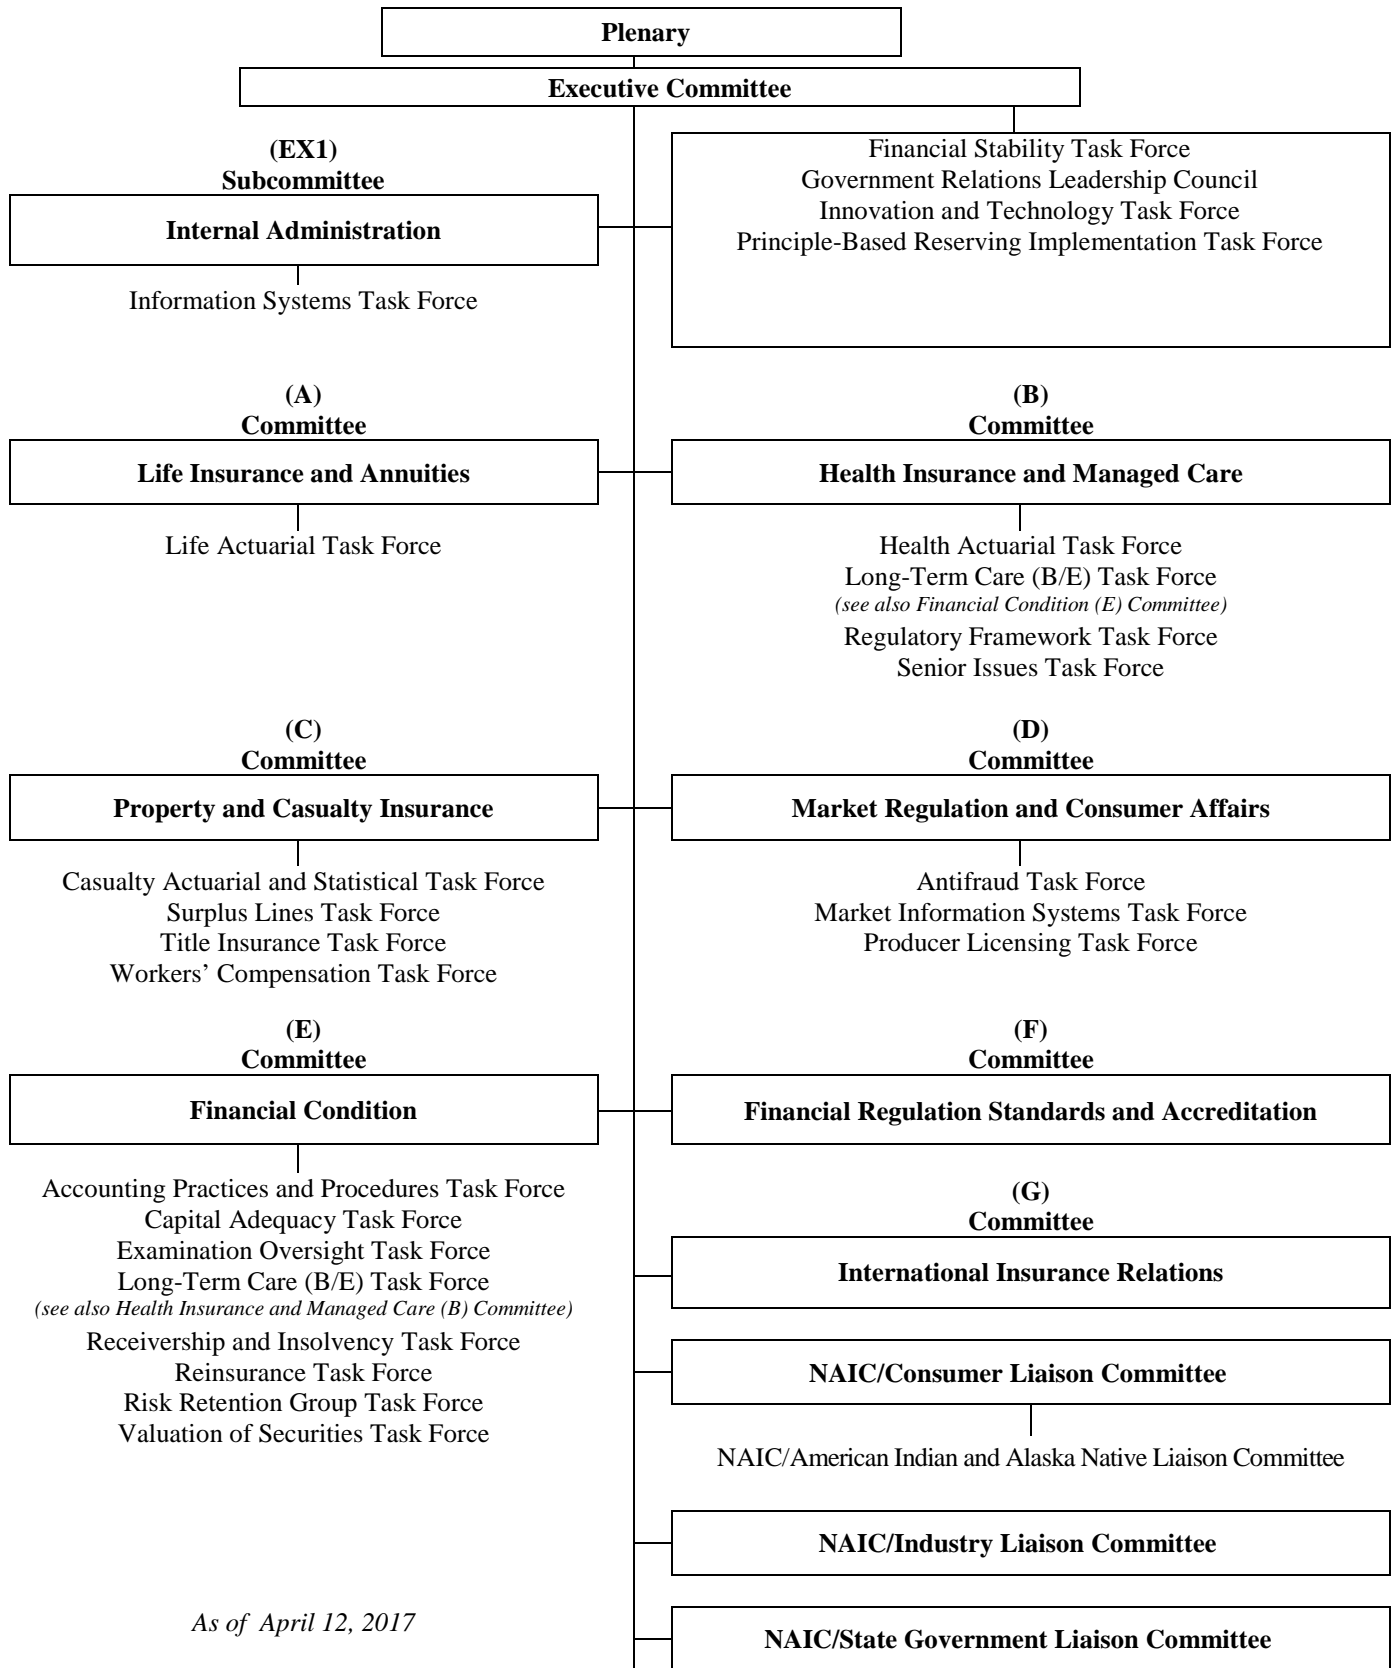 Plenary
Executive Committee
(EX1)
Subcommittee
Internal Administration
Information Systems Task Force
Financial Stability Task Force
Government Relations Leadership Council
Innovation and Technology Task Force
Principle-Based Reserving Implementation Task Force
(A)
Committee
Life Insurance and Annuities
Life Actuarial Task Force
(B)
Committee
Health Insurance and Managed Care
Health Actuarial Task Force
Long-Term Care (B/E) Task Force
(see also Financial Condition (E) Committee)
Regulatory Framework Task Force
Senior Issues Task Force
(C)
Committee
Property and Casualty Insurance
Casualty Actuarial and Statistical Task Force
Surplus Lines Task Force
Title Insurance Task Force
Workers’ Compensation Task Force
(D)
Committee
Market Regulation and Consumer Affairs
Antifraud Task Force
Market Information Systems Task Force
Producer Licensing Task Force
(E)
Committee
Financial Condition
Accounting Practices and Procedures Task Force
Capital Adequacy Task Force
Examination Oversight Task Force
Long-Term Care (B/E) Task Force
(see also Health Insurance and Managed Care (B) Committee)
Receivership and Insolvency Task Force
Reinsurance Task Force
Risk Retention Group Task Force
Valuation of Securities Task Force
(F)
Committee
Financial Regulation Standards and Accreditation
(G)
Committee
International Insurance Relations
NAIC/Consumer Liaison Committee
NAIC/American Indian and Alaska Native Liaison Committee
NAIC/Industry Liaison Committee
NAIC/State Government Liaison Committee
As of April 12, 2017